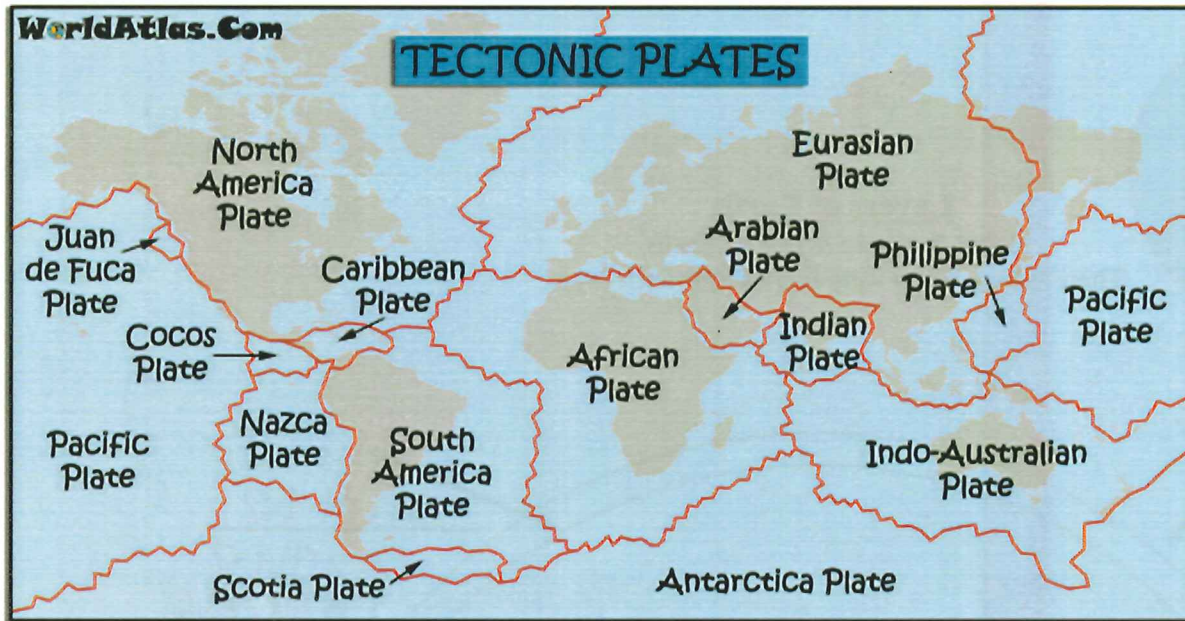 WorldAtlas.Com
TECTONIC PLATES
North
America
Plate
Eurasian
Plate
Juan
de Fuca
Plate
Caribbean
Plate
Arabian
Plate
Philippine
Plate
Pacific
Plate
Cocos
Plate
African
Plate
Indian
Plate
Pacific
Plate
Nazca
Plate
South
America
Plate
Indo-Australian
Plate
Scotia Plate
Antarctica Plate